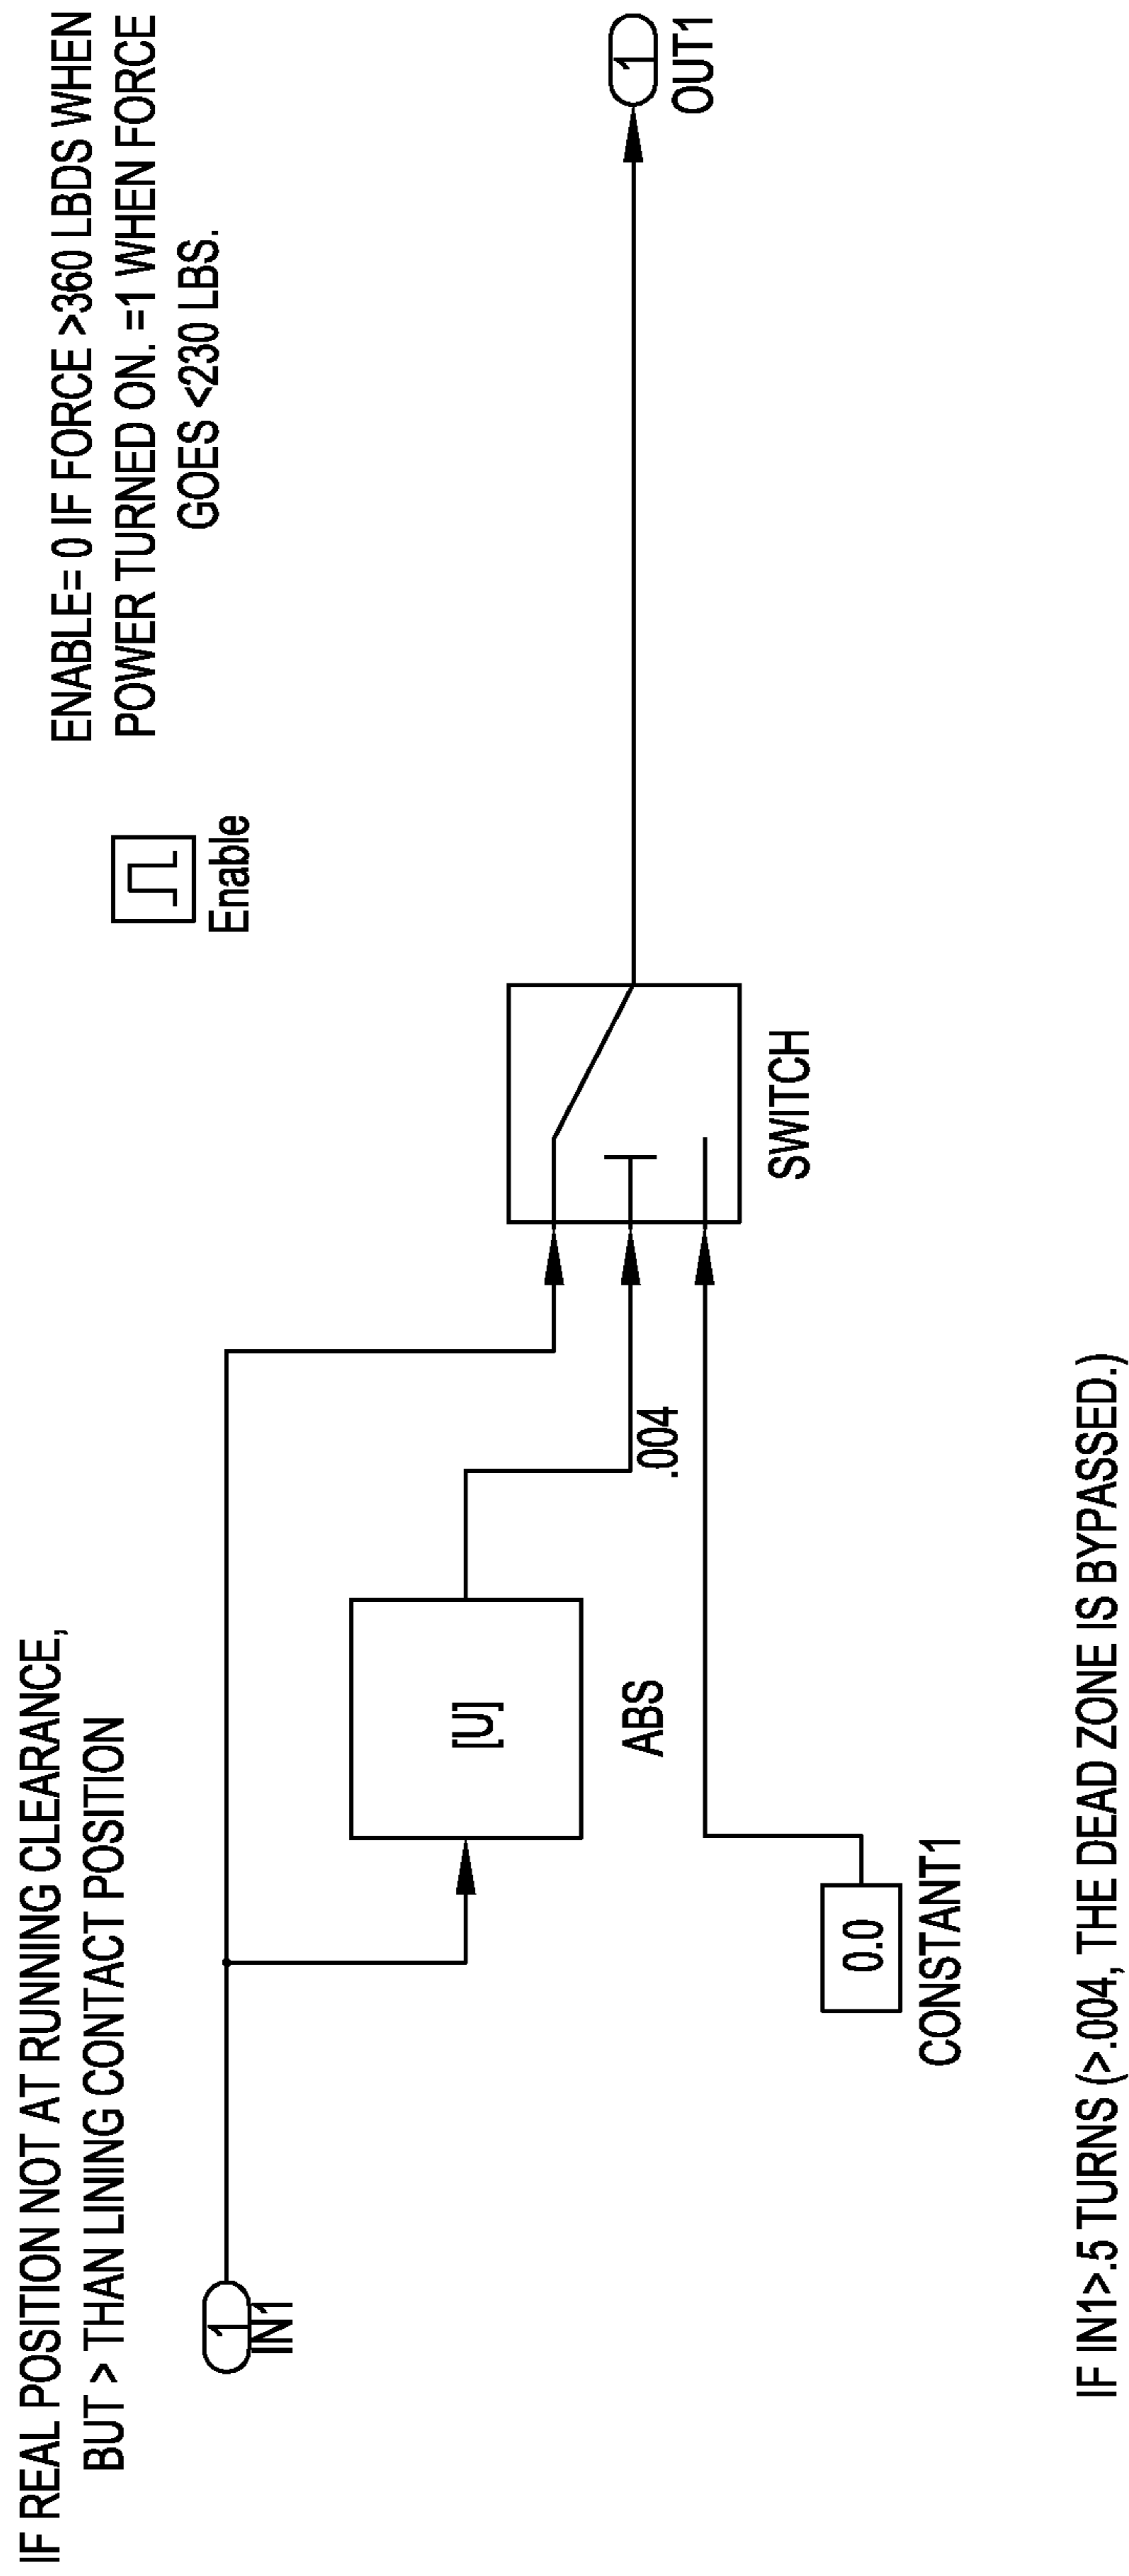 IF REAL POSITION NOT AT RUNNING CLEARANCE,
BUT > THAN LINING CONTACT POSITION
ENABLE= 0 IF FORCE >360 LBDS WHEN
POWER TURNED ON. =1 WHEN FORCE
GOES <230 LBS.
Enable
1
IN1
[U]
ABS
.004
0.0
CONSTANT1
SWITCH
1
OUT1
IF IN1>.5 TURNS (>.004, THE DEAD ZONE IS BYPASSED.)